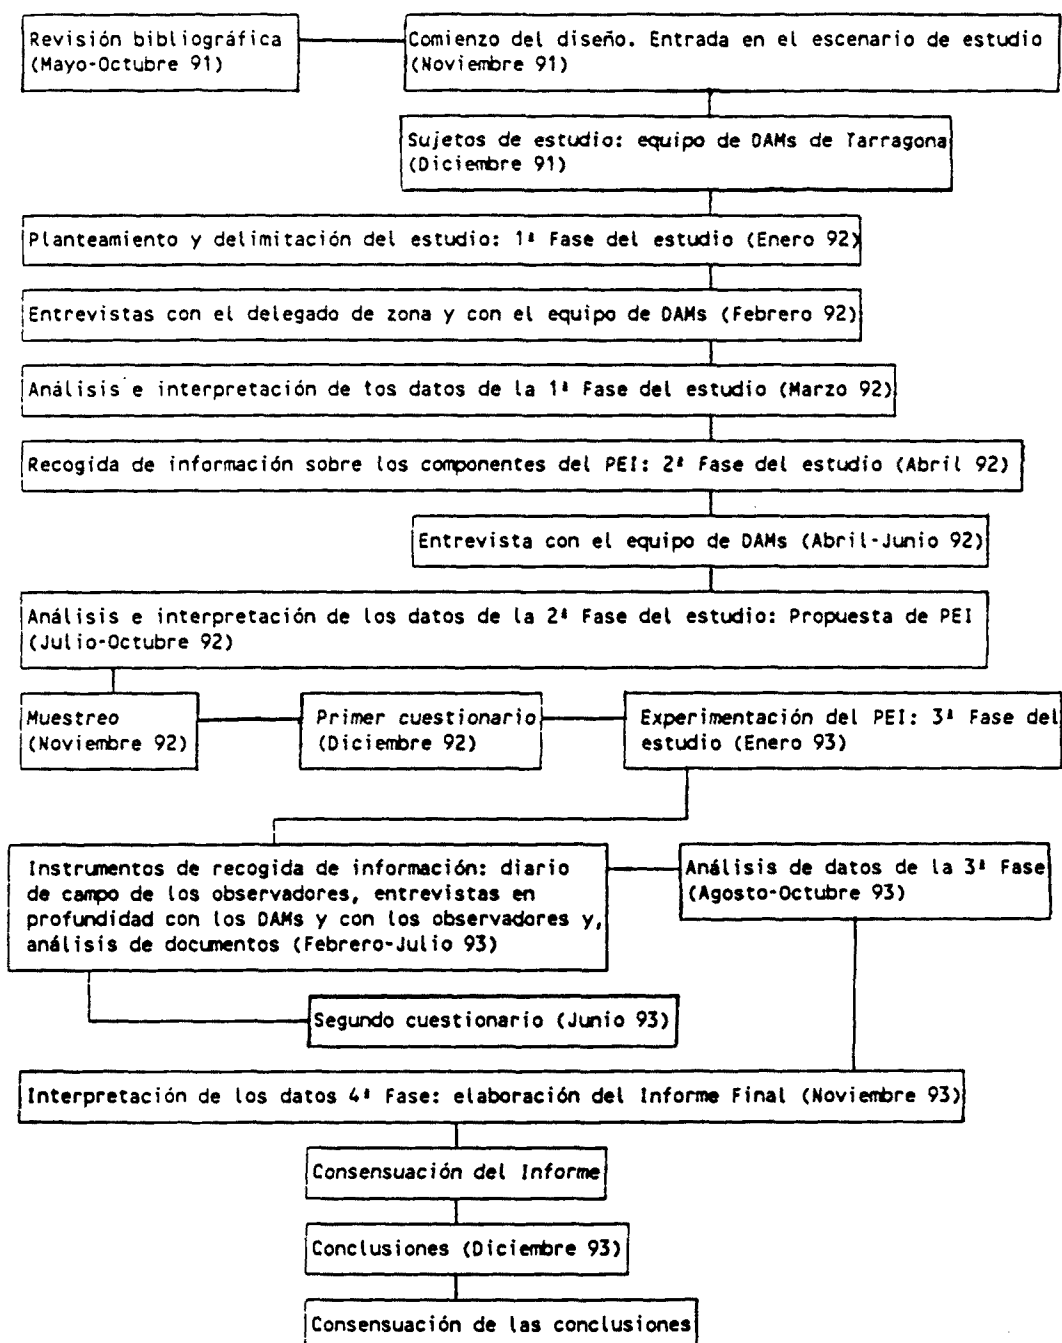 Revisión bibliográfica
(Mayo-Octubre 91)
Comienzo del diseño. Entrada en el escenario de estudio
(Noviembre 91)
Sujetos de estudio: equipo de DAMs de Tarragona
(Diciembre 91)
Planteamiento y delimitación del estudio: 1ª Fase del estudio (Enero 92)
Entrevistas con el delegado de zona y con el equipo de DAMs (Febrero 92)
Análisis e interpretación de los datos de la 1ª Fase del estudio (Marzo 92)
Recogida de información sobre los componentes del PEI: 2ª Fase del estudio (Abril 92)
Entrevista con el equipo de DAMs (Abril-Junio 92)
Análisis e interpretación de los datos de la 2ª Fase del estudio: Propuesta de PEI
(Julio-Octubre 92)
Muestreo
(Noviembre 92)
Primer cuestionario
(Diciembre 92)
Experimentación del PEI: 3ª Fase del
estudio (Enero 93)
Instrumentos de recogida de información: diario
de campo de los observadores, entrevistas en
profundidad con los DAMs y con los observadores y,
análisis de documentos (Febrero-Julio 93)
Análisis de datos de la 3ª Fase
(Agosto-Octubre 93)
Segundo cuestionario (Junio 93)
Interpretación de los datos 4ª Fase: elaboración del Informe Final (Noviembre 93)
Consensuación del Informe
Conclusiones (Diciembre 93)
Consensuación de las conclusiones